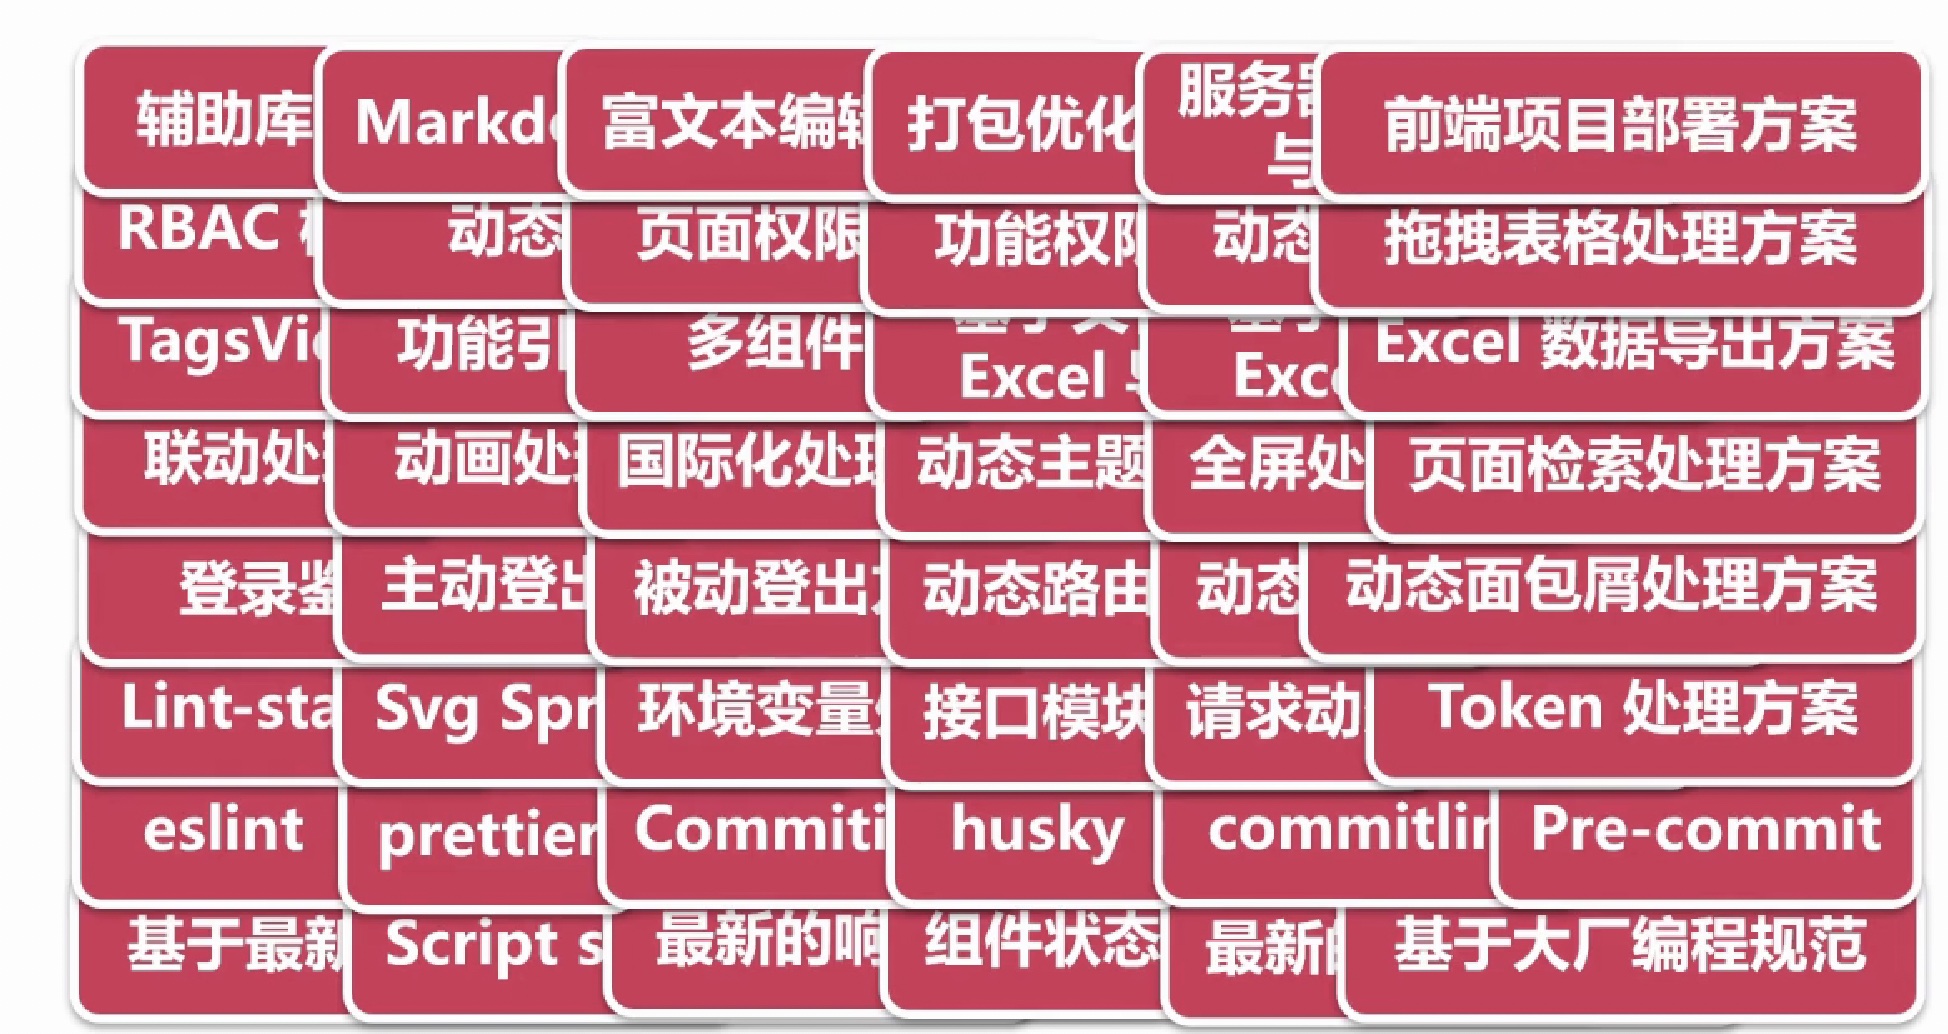 辅助库
Markd
富文本编
打包优化
服务
与
前端项目部署方案
RBAC
动态
页面权限
功能权
动态
拖拽表格处理方案
TagsVi
功能引
多组件
Excel
Exc
Excel 数据导出方案
联动处
动画处
国际化处理
动态主题
全屏处
页面检索处理方案
登录鉴
主动登出
被动登出
动态路由
动态
动态面包屑处理方案
Lint-sta
Svg Spr
环境变量
接口模块
请求动
Token 处理方案
eslint
prettier
Commiti
husky
commitlin
Pre-commit
基于最新
Script s
最新的响
组件状态
最新
基于大厂编程规范